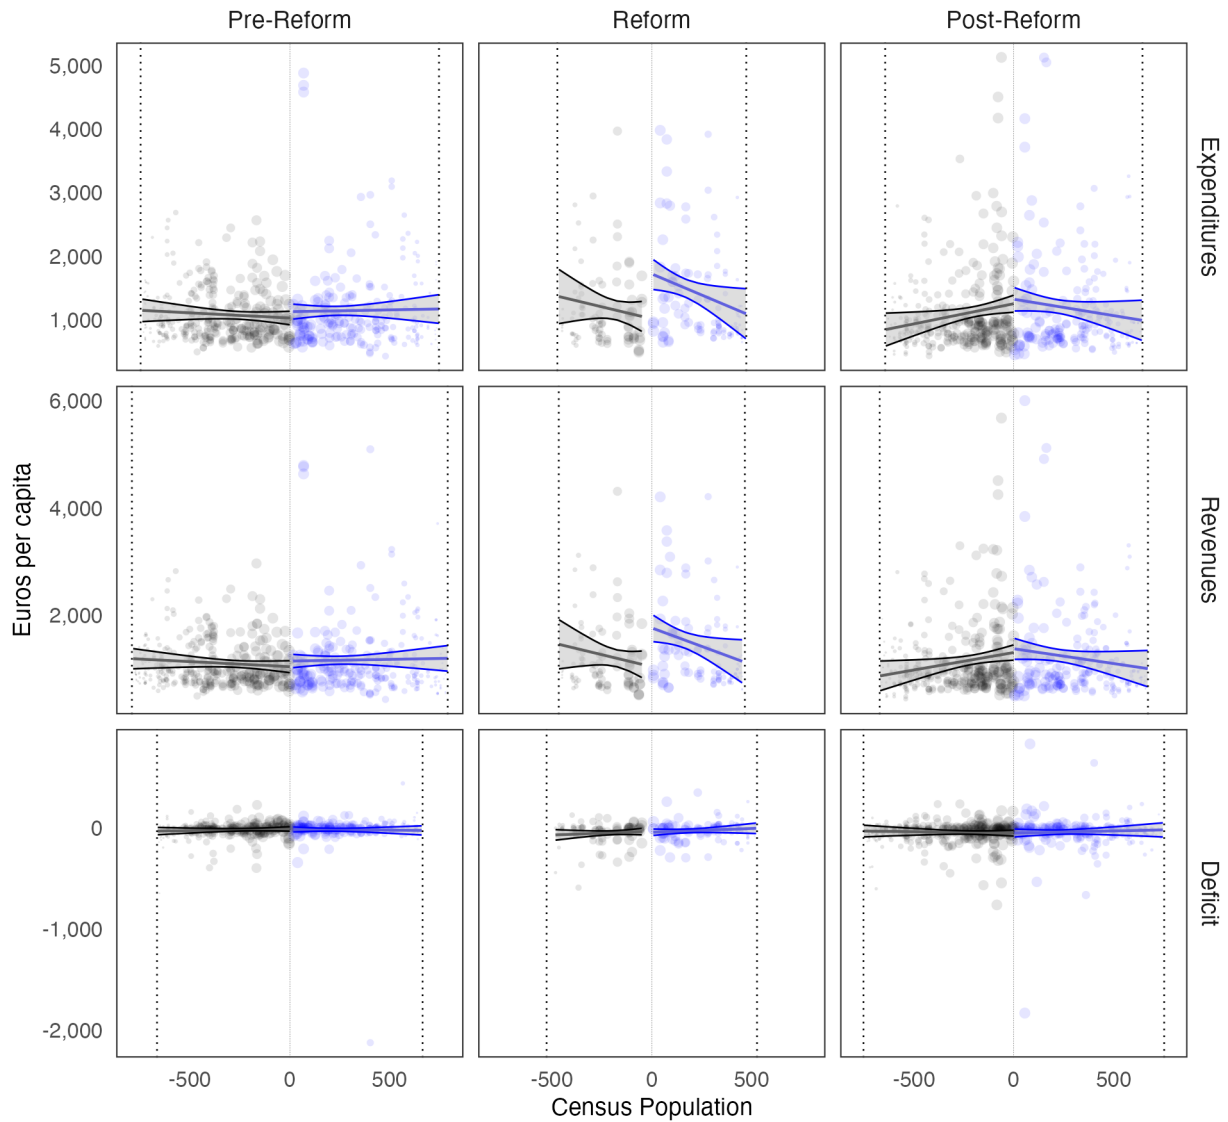 Pre-Reform Reform Post-Reform
5,000
4,000
3,000
2,000
1,000
Expenditures
6,000
4,000
2,000
Revenues
Euros per capita
0
-1,000
-2,000
Deficit
-500 0 500 -500 0 500 -500 0 500
Census Population